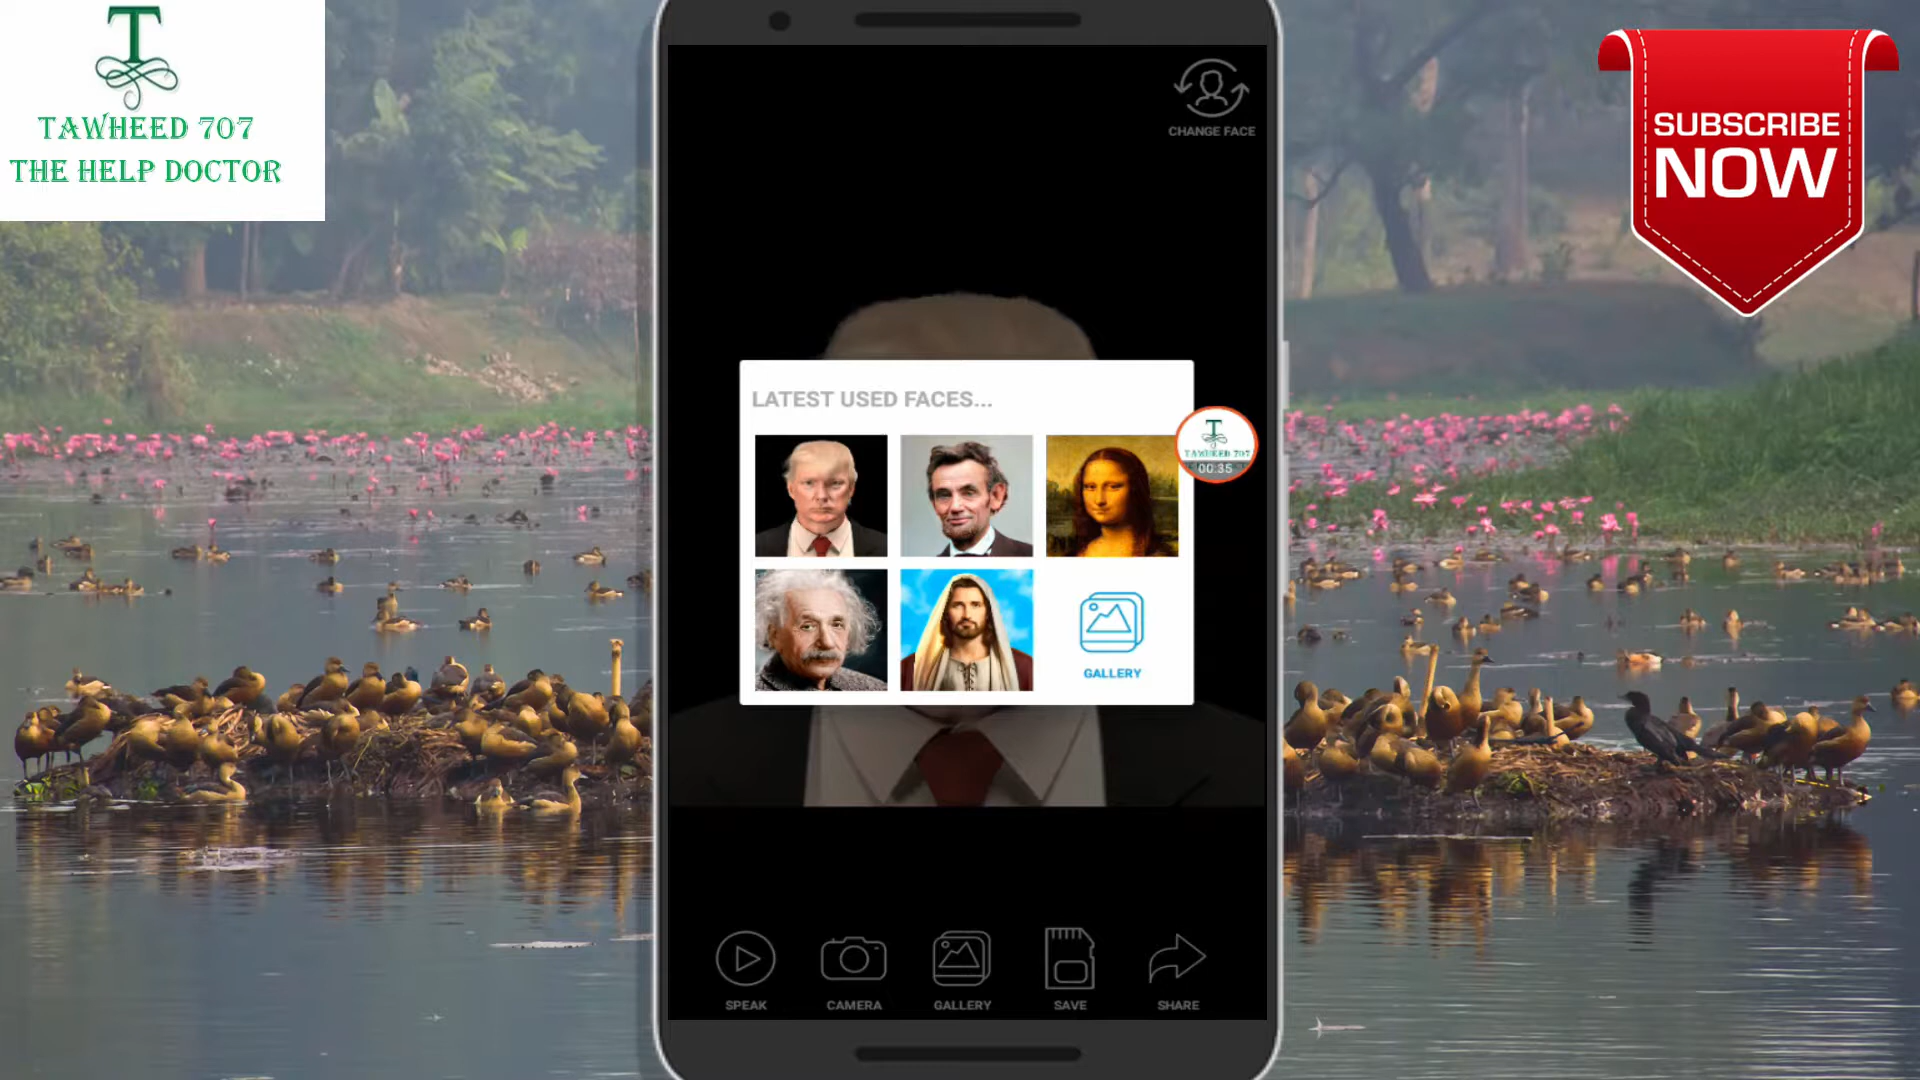 T
TAWHEED 707
THE HELP DOCTOR
SUBSCRIBE
NOW
CHANGE FACE
LATEST USED FACES...
T
TAWHEED 707
00:35
GALLERY
SPEAK
CAMERA
GALLERY
SAVE
SHARE